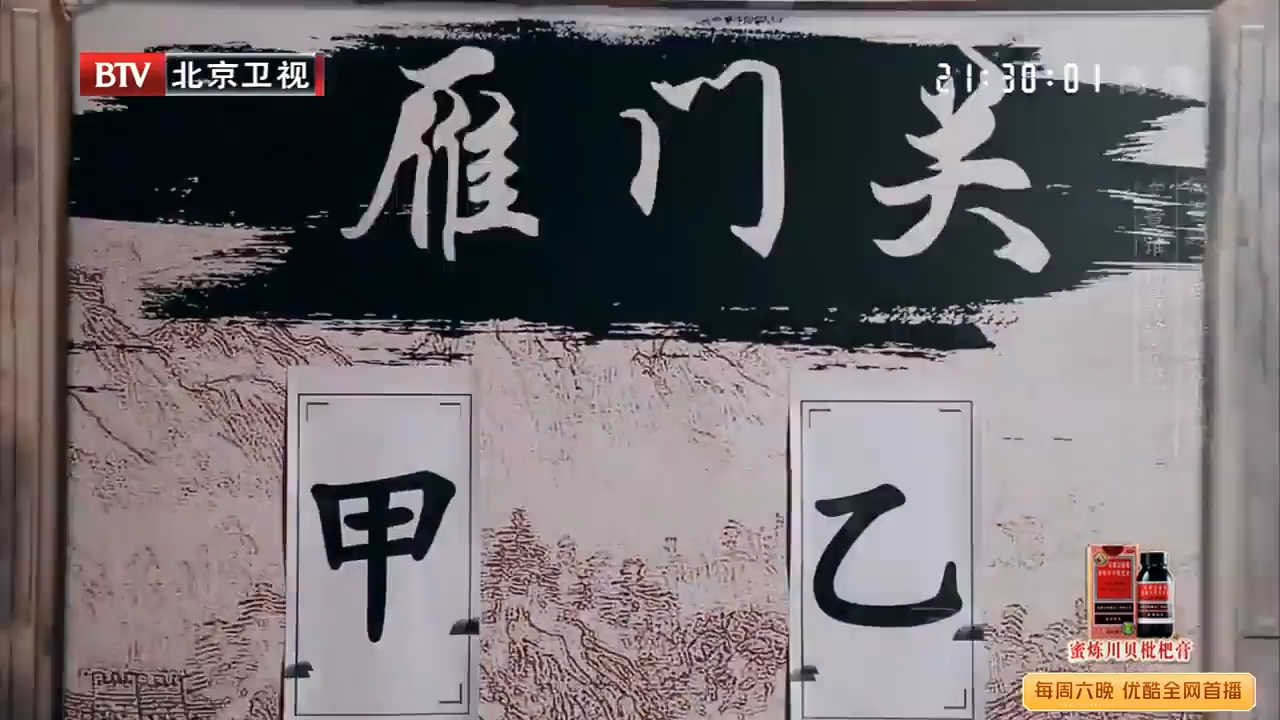 BTV 北京卫视
21:30:01
雁门关
甲
乙
蜜炼川贝枇杷膏
每周六晚 优酷全网首播